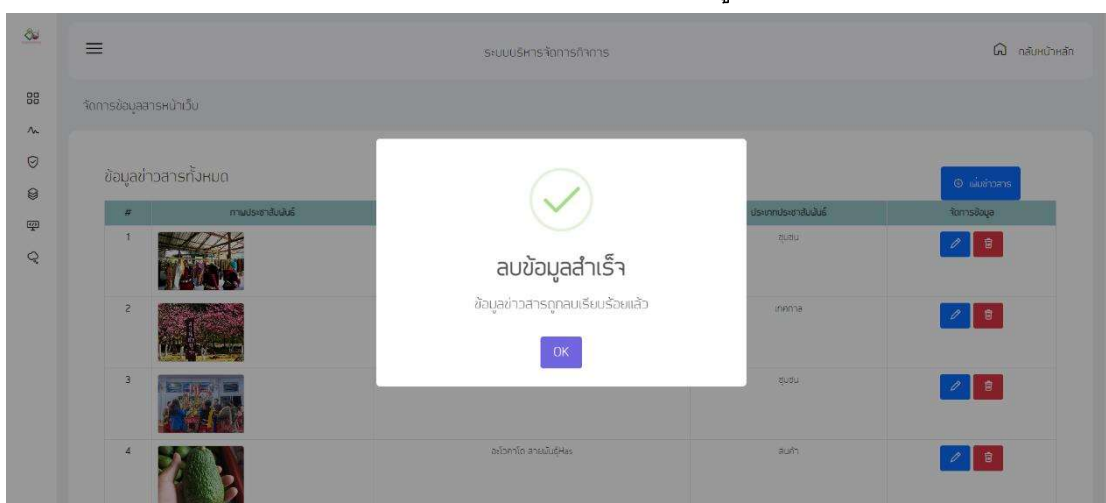 ระบบบริหารจัดการกิจการ
กลับหน้าหลัก
จัดการข้อมูลสารหน้าเว็บ
ข้อมูลข่าวสารทั้งหมด
เพิ่มข่าวสาร
# ภาพประชาสัมพันธ์ ประเภทประชาสัมพันธ์ จัดการข้อมูล
1 ชุมชน
2 เทศกาล
3 ชุมชน
4 อะโวคาโด สายพันธุ์Has สินค้า
ลบข้อมูลสำเร็จ
ข้อมูลข่าวสารถูกลบเรียบร้อยแล้ว
OK